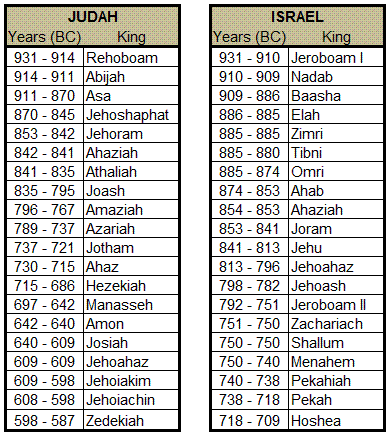 JUDAH
Years (BC) King
931 - 914 Rehoboam
914 - 911 Abijah
911 - 870 Asa
870 - 845 Jehoshaphat
853 - 842 Jehoram
842 - 841 Ahaziah
841 - 835 Athaliah
835 - 795 Joash
796 - 767 Amaziah
789 - 737 Azariah
737 - 721 Jotham
730 - 715 Ahaz
715 - 686 Hezekiah
697 - 642 Manasseh
642 - 640 Amon
640 - 609 Josiah
609 - 609 Jehoahaz
609 - 598 Jehoiakim
608 - 598 Jehoiachin
598 - 587 Zedekiah
ISRAEL
Years (BC) King
931 - 910 Jeroboam I
910 - 909 Nadab
909 - 886 Baasha
886 - 885 Elah
885 - 885 Zimri
885 - 880 Tibni
885 - 874 Omri
874 - 853 Ahab
854 - 853 Ahaziah
853 - 841 Joram
841 - 813 Jehu
813 - 796 Jehoahaz
798 - 782 Jehoash
792 - 751 Jeroboam II
751 - 750 Zachariach
750 - 750 Shallum
750 - 740 Menahem
740 - 738 Pekahiah
738 - 718 Pekah
718 - 709 Hoshea